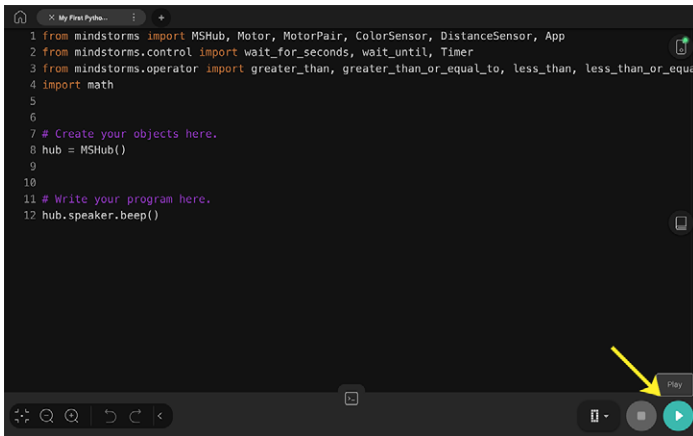 My First Pytho...
1 from mindstorms import MSHub, Motor, MotorPair, ColorSensor, DistanceSensor, App
2 from mindstorms.control import wait_for_seconds, wait_until, Timer
3 from mindstorms.operator import greater_than, greater_than_or_equal_to, less_than, less_than_or_equa
4 import math
5
6
7 # Create your objects here.
8 hub = MSHub()
9
10
11 # Write your program here.
12 hub.speaker.beep()
Play